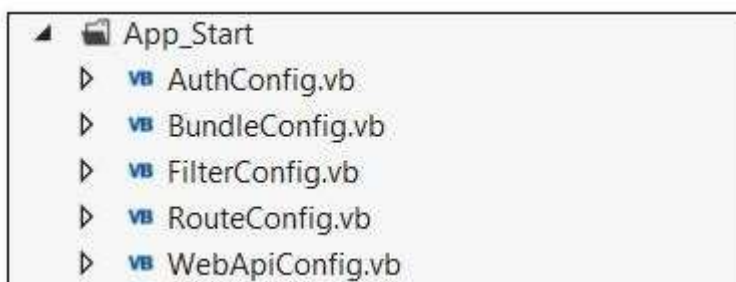 App_Start
VB AuthConfig.vb
VB BundleConfig.vb
VB FilterConfig.vb
VB RouteConfig.vb
VB WebApiConfig.vb